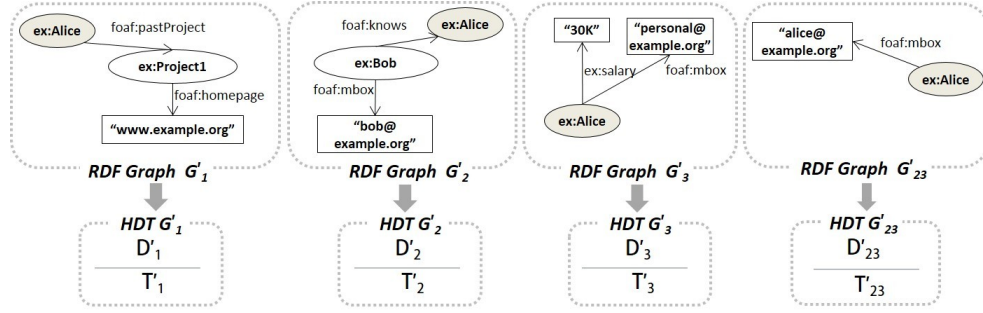 ex:Alice
foaf:pastProject
ex:Project1
foaf:homepage
“www.example.org”
RDF Graph G'1
HDT G'1
D'1
T'1
foaf:knows
ex:Alice
ex:Bob
foaf:mbox
“bob@
example.org”
RDF Graph G'2
HDT G'2
D'2
T'2
“30K”
“personal@
example.org”
ex:salary
foaf:mbox
ex:Alice
RDF Graph G'3
HDT G'3
D'3
T'3
“alice@
example.org”
foaf:mbox
ex:Alice
RDF Graph G'23
HDT G'23
D'23
T'23